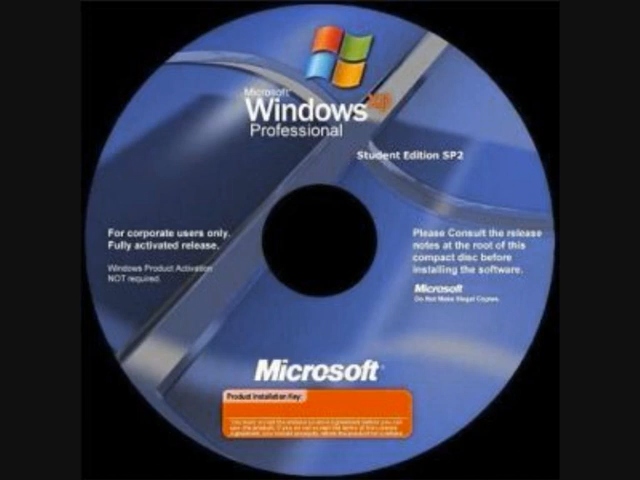 Microsoft
Windows xp
Professional
Student Edition SP2
For corporate users only.
Fully activated release.
Windows Product Activation
NOT required.
Please Consult the release
notes at the root of this
compact disc before
installing the software.
Microsoft
Do Not Make Illegal Copies.
Microsoft
Product Installation Key: